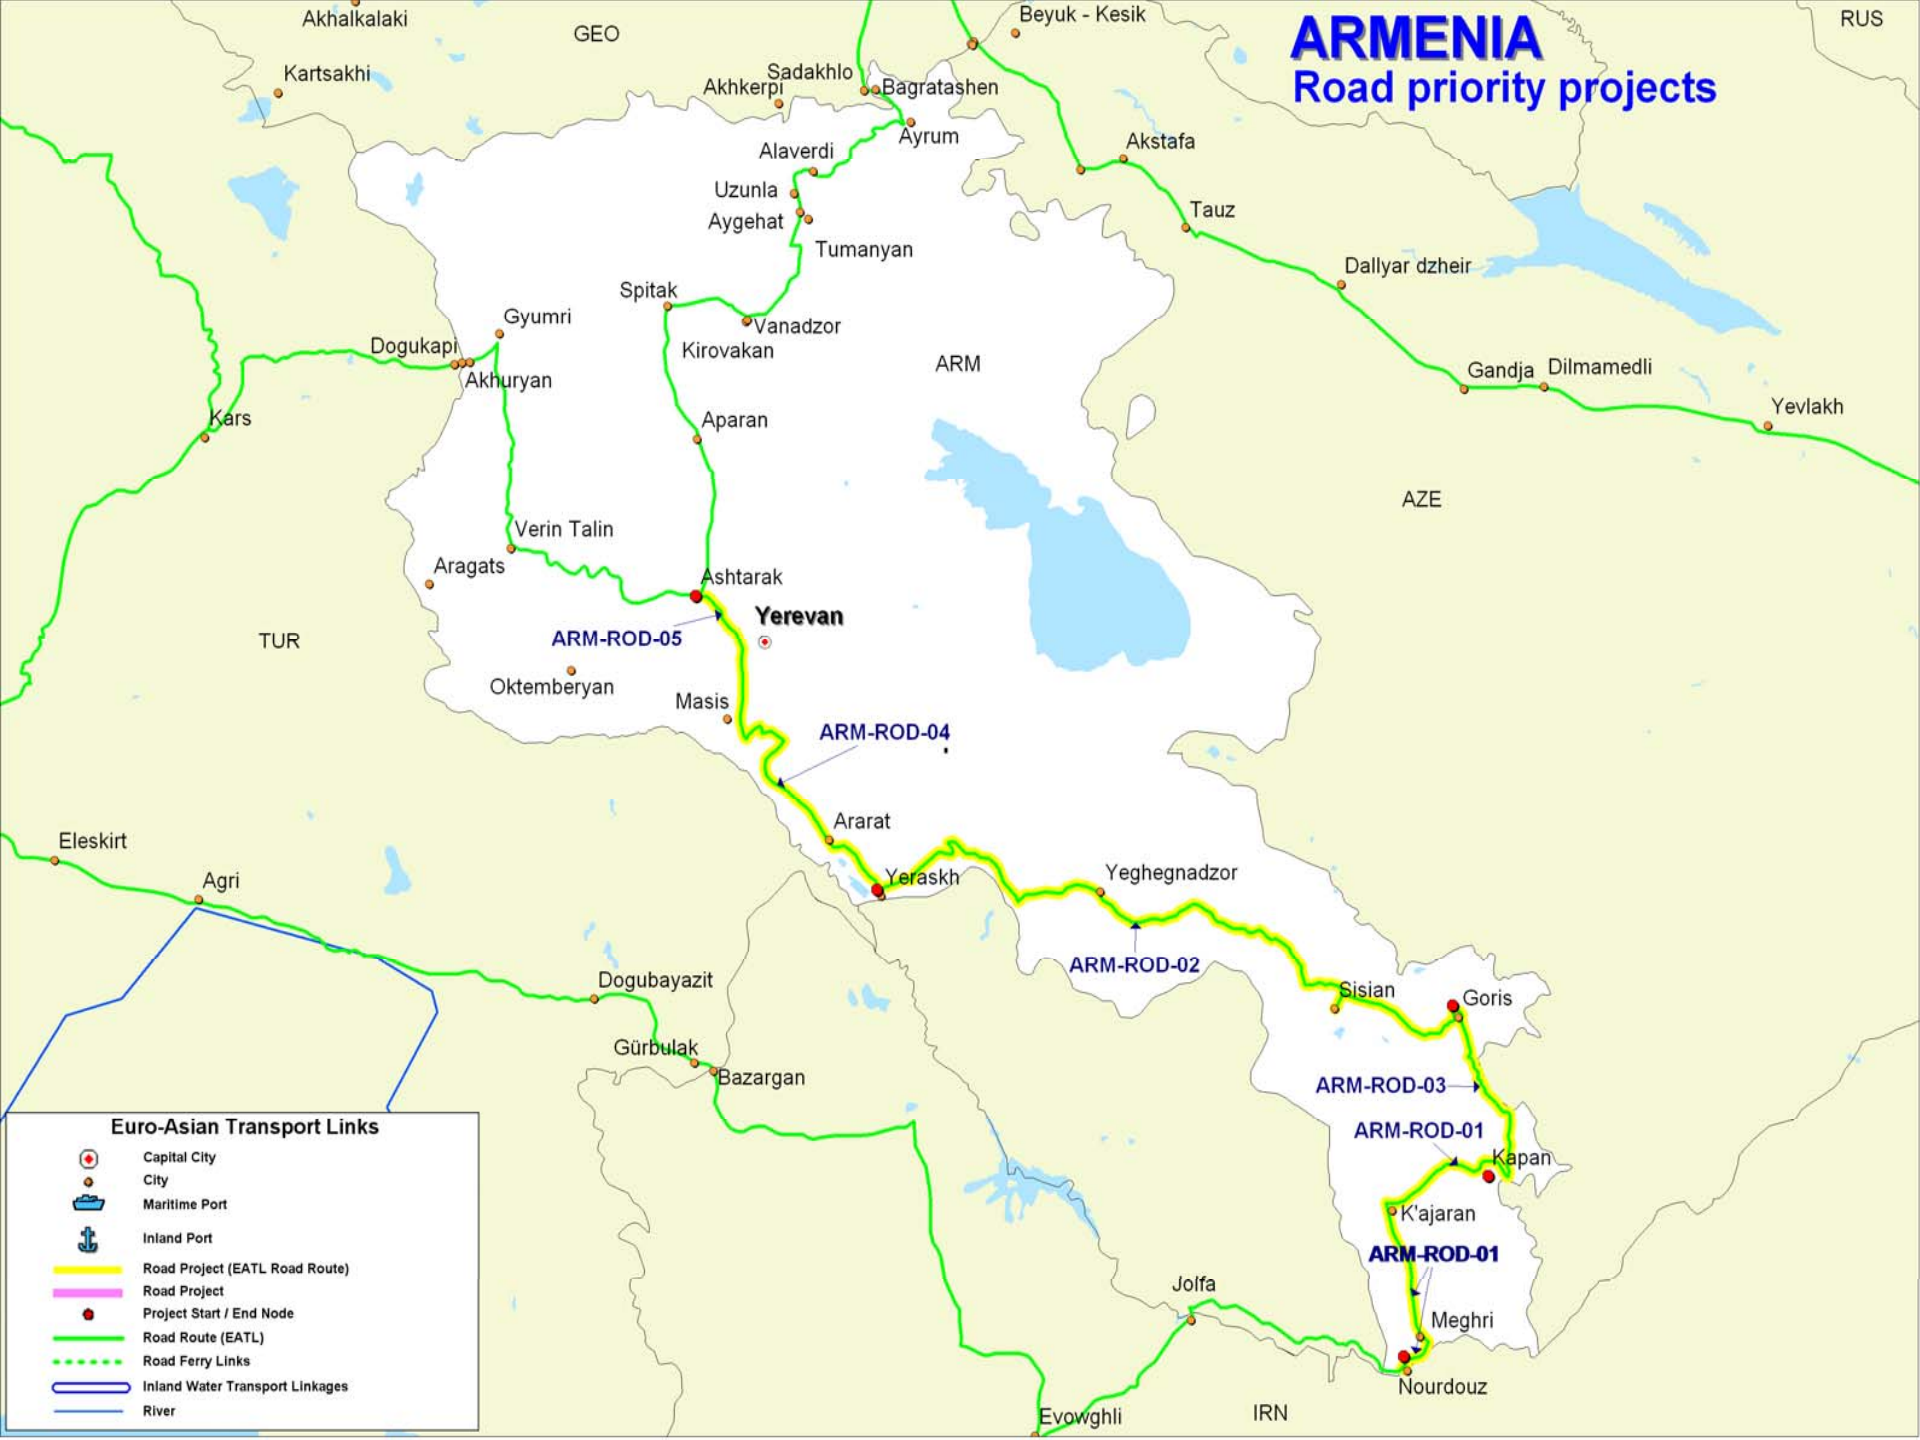 Akhalkalaki
GEO
Beyuk - Kesik
ARMENIA
RUS
Road priority projects
Kartsakhi
Sadakhlo
Akhkerpi
Bagratashen
Ayrum
Alaverdi
Akstafa
Uzunla
Aygehat
Tauz
Tumanyan
Dallyar dzheir
Spitak
Gyumri
Vanadzor
Dogukapi
Kirovakan
ARM
Akhuryan
Gandja
Dilmamedli
Kars
Aparan
Yevlakh
AZE
Verin Talin
Aragats
Ashtarak
Yerevan
TUR
ARM-ROD-05
Oktemberyan
Masis
ARM-ROD-04
Ararat
Eleskirt
Agri
Yeraskh
Yeghegnadzor
ARM-ROD-02
Dogubayazit
Sisian
Goris
Gürbulak
Bazargan
ARM-ROD-03
ARM-ROD-01
Kapan
K'ajaran
ARM-ROD-01
Jolfa
Meghri
Nourdouz
Evowghli
IRN
Euro-Asian Transport Links
Capital City
City
Maritime Port
Inland Port
Road Project (EATL Road Route)
Road Project
Project Start / End Node
Road Route (EATL)
Road Ferry Links
Inland Water Transport Linkages
River